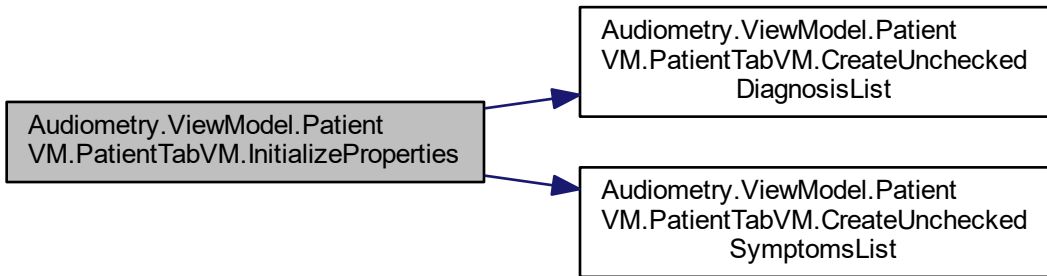 Audiometry.ViewModel.Patient
VM.PatientTabVM.InitializeProperties
Audiometry.ViewModel.Patient
VM.PatientTabVM.CreateUnchecked
DiagnosisList
Audiometry.ViewModel.Patient
VM.PatientTabVM.CreateUnchecked
SymptomsList